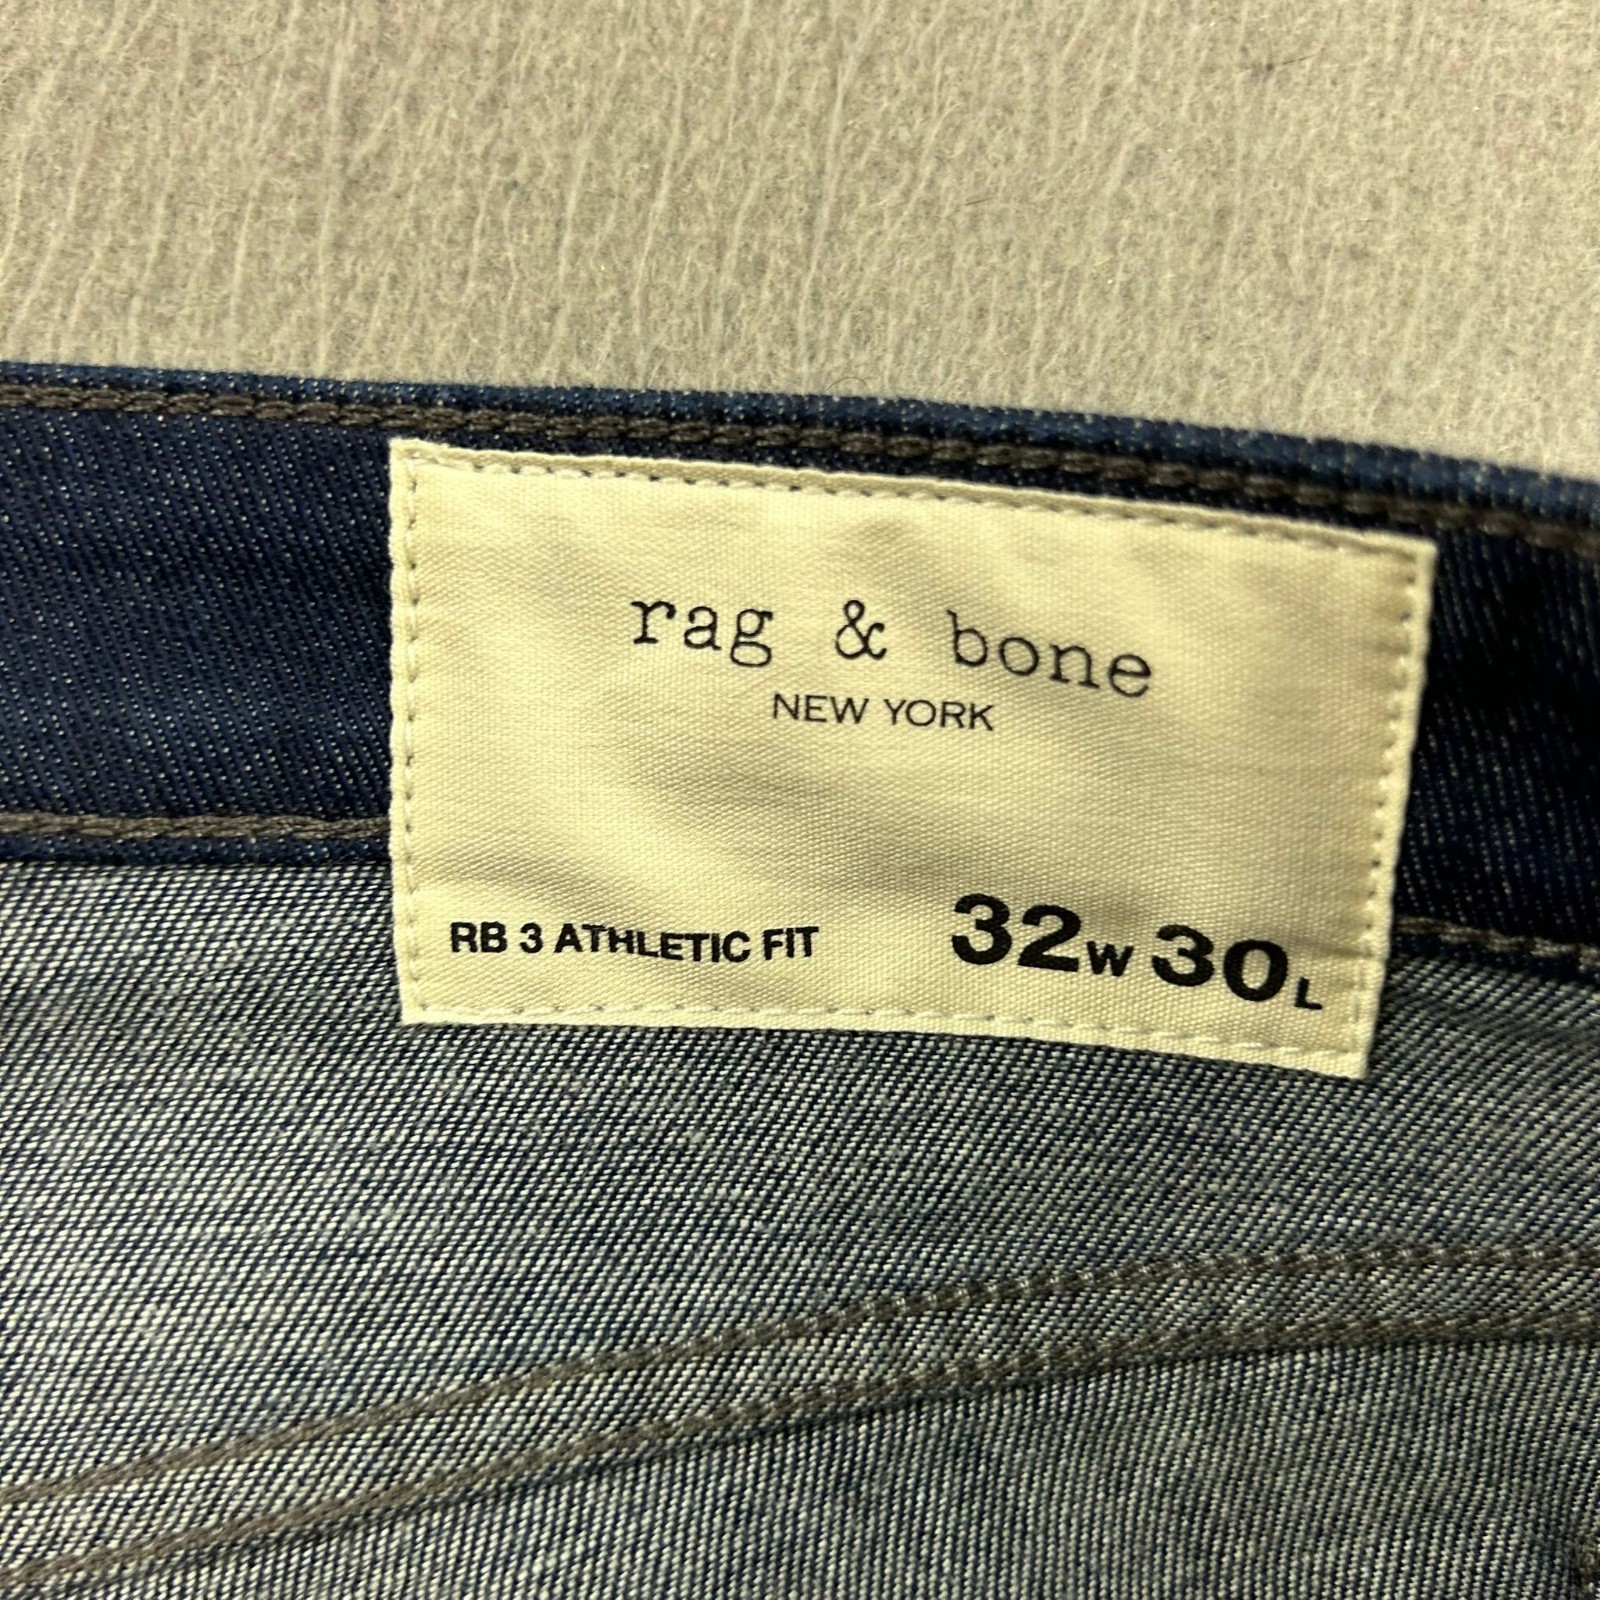 rag & bone
NEW YORK
RB 3 ATHLETIC FIT 32W 30L